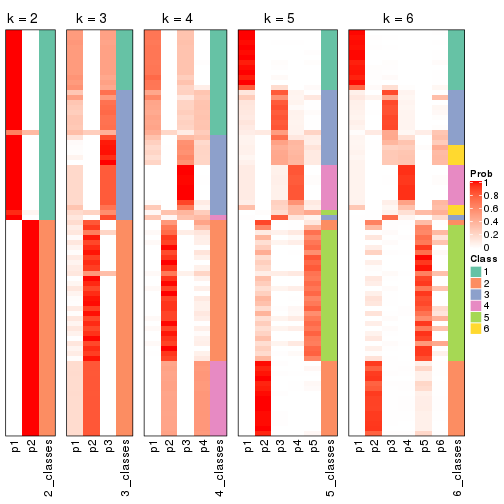 k = 2
k = 3
k = 4
k = 5
k = 6
p1
p2
2_classes
p1
p2
p3
3_classes
p1
p2
p3
p4
4_classes
p1
p2
p3
p4
p5
5_classes
p1
p2
p3
p4
p5
p6
6_classes
Prob
1
0.8
0.6
0.4
0.2
0
Class
1
2
3
4
5
6